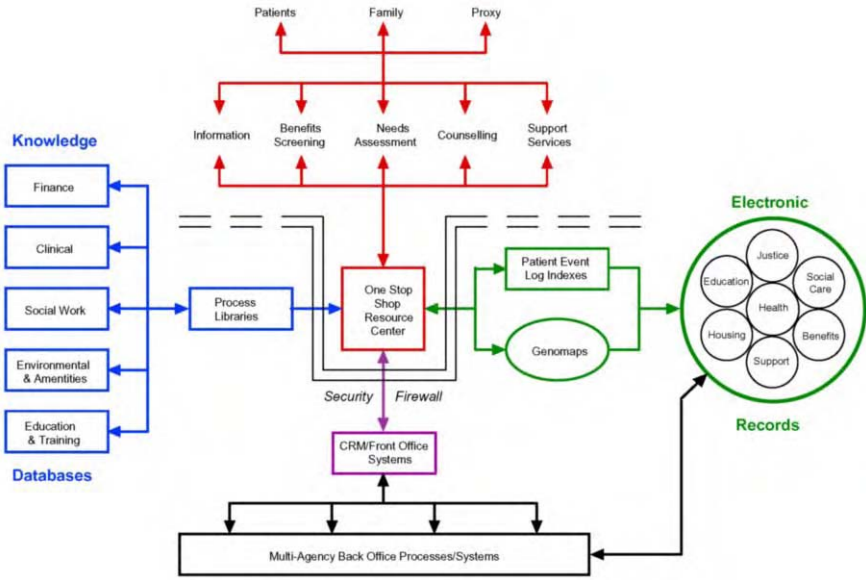 Patients
Family
Proxy
Information
Benefits
Screening
Needs
Assessment
Counselling
Support
Services
Knowledge
Finance
Clinical
Social Work
Environmental
& Amentities
Education
& Training
Databases
Process
Libraries
One Stop
Shop
Resource
Center
Patient Event
Log Indexes
Genomaps
Electronic
Justice
Education
Social
Care
Health
Housing
Benefits
Support
Records
Security Firewall
CRM/Front Office
Systems
Multi-Agency Back Office Processes/Systems